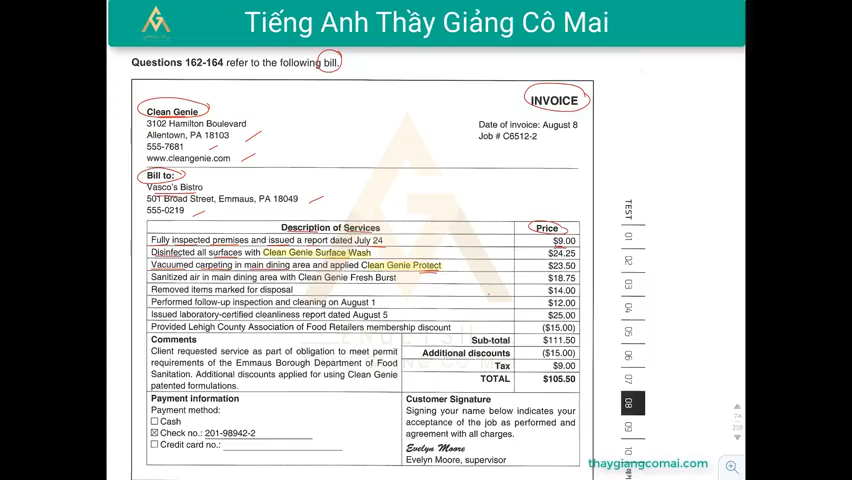 Tiếng Anh Thầy Giảng Cô Mai
Questions 162-164 refer to the following bill.
INVOICE
Clean Genie
3102 Hamilton Boulevard
Allentown, PA 18103
555-7681
www.cleangenie.com
Date of invoice: August 8
Job # C6512-2
Bill to:
Vasco's Bistro
501 Broad Street, Emmaus, PA 18049
555-0219
Description of Services Price
Fully inspected premises and issued a report dated July 24 $9.00
Disinfected all surfaces with Clean Genie Surface Wash $24.25
Vacuumed carpeting in main dining area and applied Clean Genie Protect $23.50
Sanitized air in main dining area with Clean Genie Fresh Burst $18.75
Removed items marked for disposal $14.00
Performed follow-up inspection and cleaning on August 1 $12.00
Issued laboratory-certified cleanliness report dated August 5 $25.00
Provided Lehigh County Association of Food Retailers membership discount ($15.00)
Comments
Client requested service as part of obligation to meet permit
requirements of the Emmaus Borough Department of Food
Sanitation. Additional discounts applied for using Clean Genie
patented formulations.
Sub-total $111.50
Additional discounts ($15.00)
Tax $9.00
TOTAL $105.50
Payment information
Payment method:
Cash
Check no.: 201-98942-2
Credit card no.:
Customer Signature
Signing your name below indicates your
acceptance of the job as performed and
agreement with all charges.
Evelyn Moore
Evelyn Moore, supervisor
TEST
01
02
03
04
05
06
07
08
09
10
thaygiangcomai.com